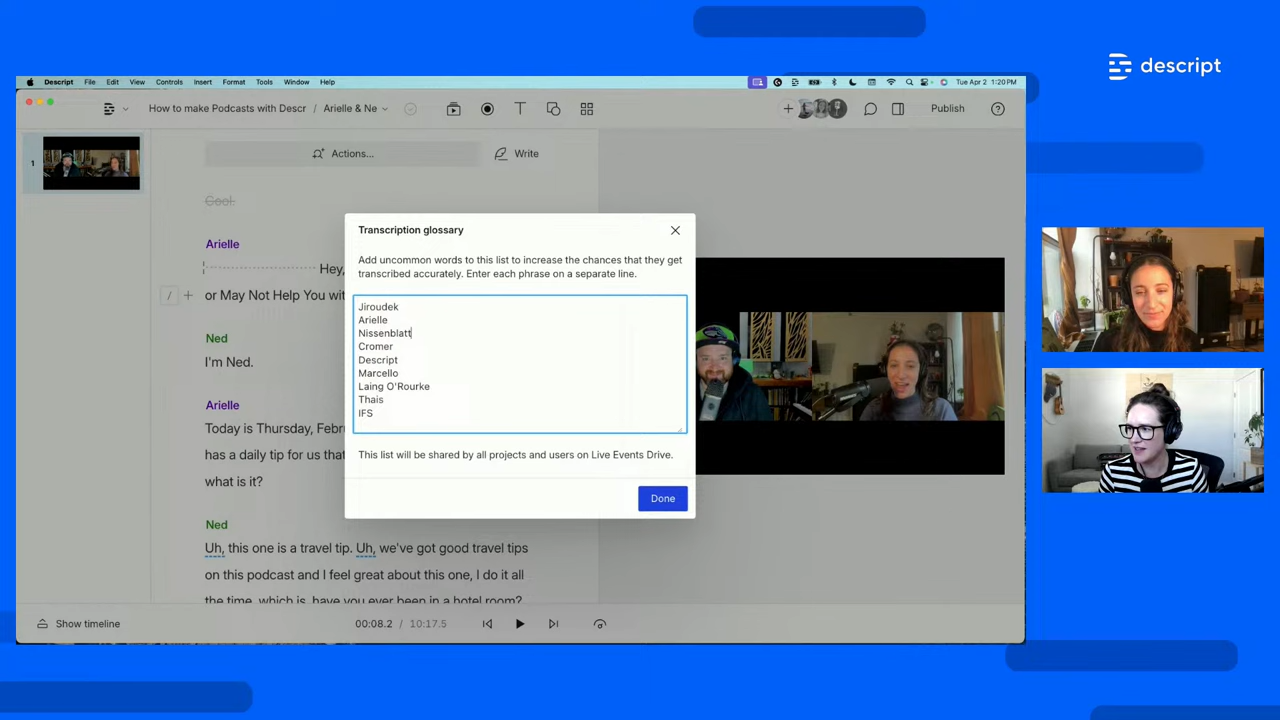 descript
Descript File Edit View Controls Insert Format Tools Window Help
Tue Apr 2 1:20PM
How to make Podcasts with Descr / Arielle & Ne
Publish
1
Actions...
Write
Cool.
Arielle
Hey,
or May Not Help You wit
Ned
I'm Ned.
Arielle
Today is Thursday, Febr
has a daily tip for us that
what is it?
Ned
Uh, this one is a travel tip. Uh, we've got good travel tips
on this podcast and I feel great about this one, I do it all
the time, which is, have you ever been in a hotel room?
Transcription glossary
Add uncommon words to this list to increase the chances that they get
transcribed accurately. Enter each phrase on a separate line.
Jiroudek
Arielle
Nissenblatt
Cromer
Descript
Marcello
Laing O'Rourke
Thais
IFS
This list will be shared by all projects and users on Live Events Drive.
Done
Show timeline
00:08.2 / 10:17.5